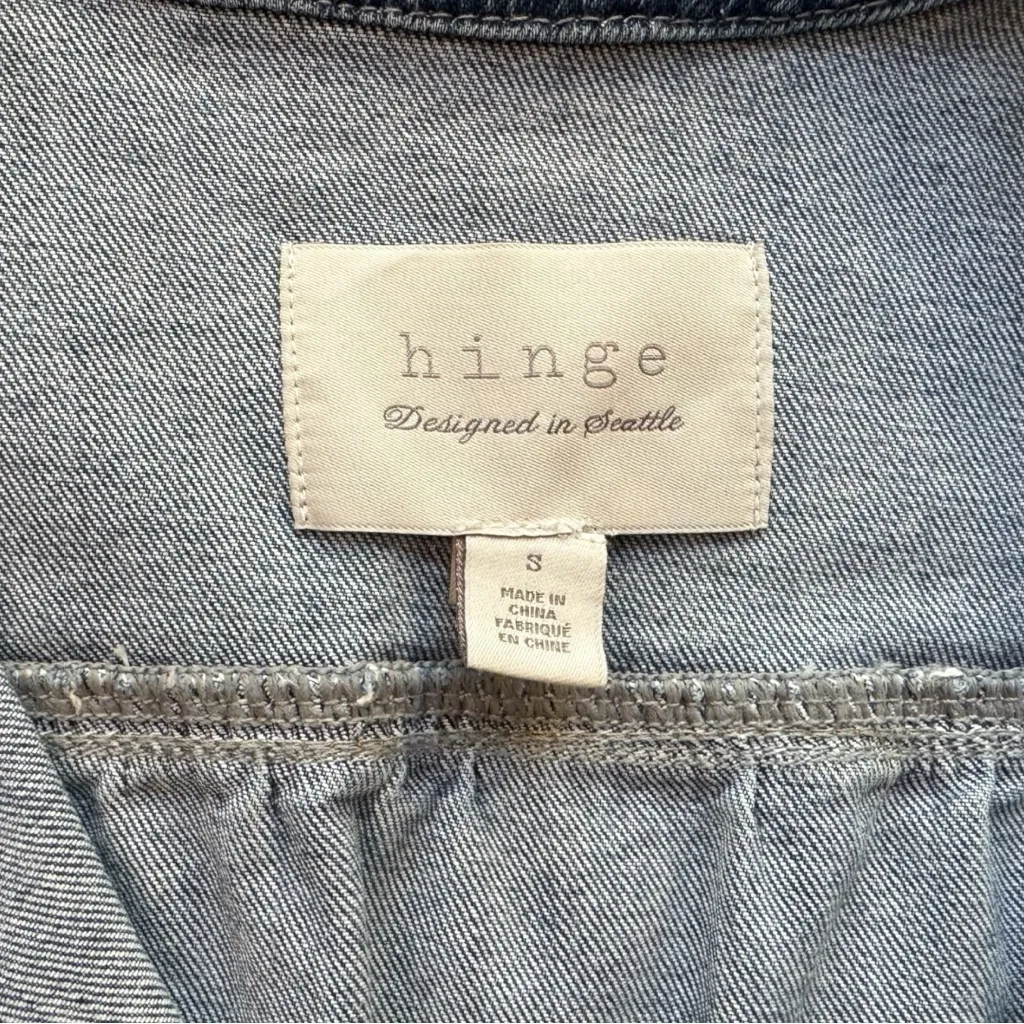 hinge
Designed in Seattle
S
MADE IN
CHINA
FABRIQUÉ
EN CHINE